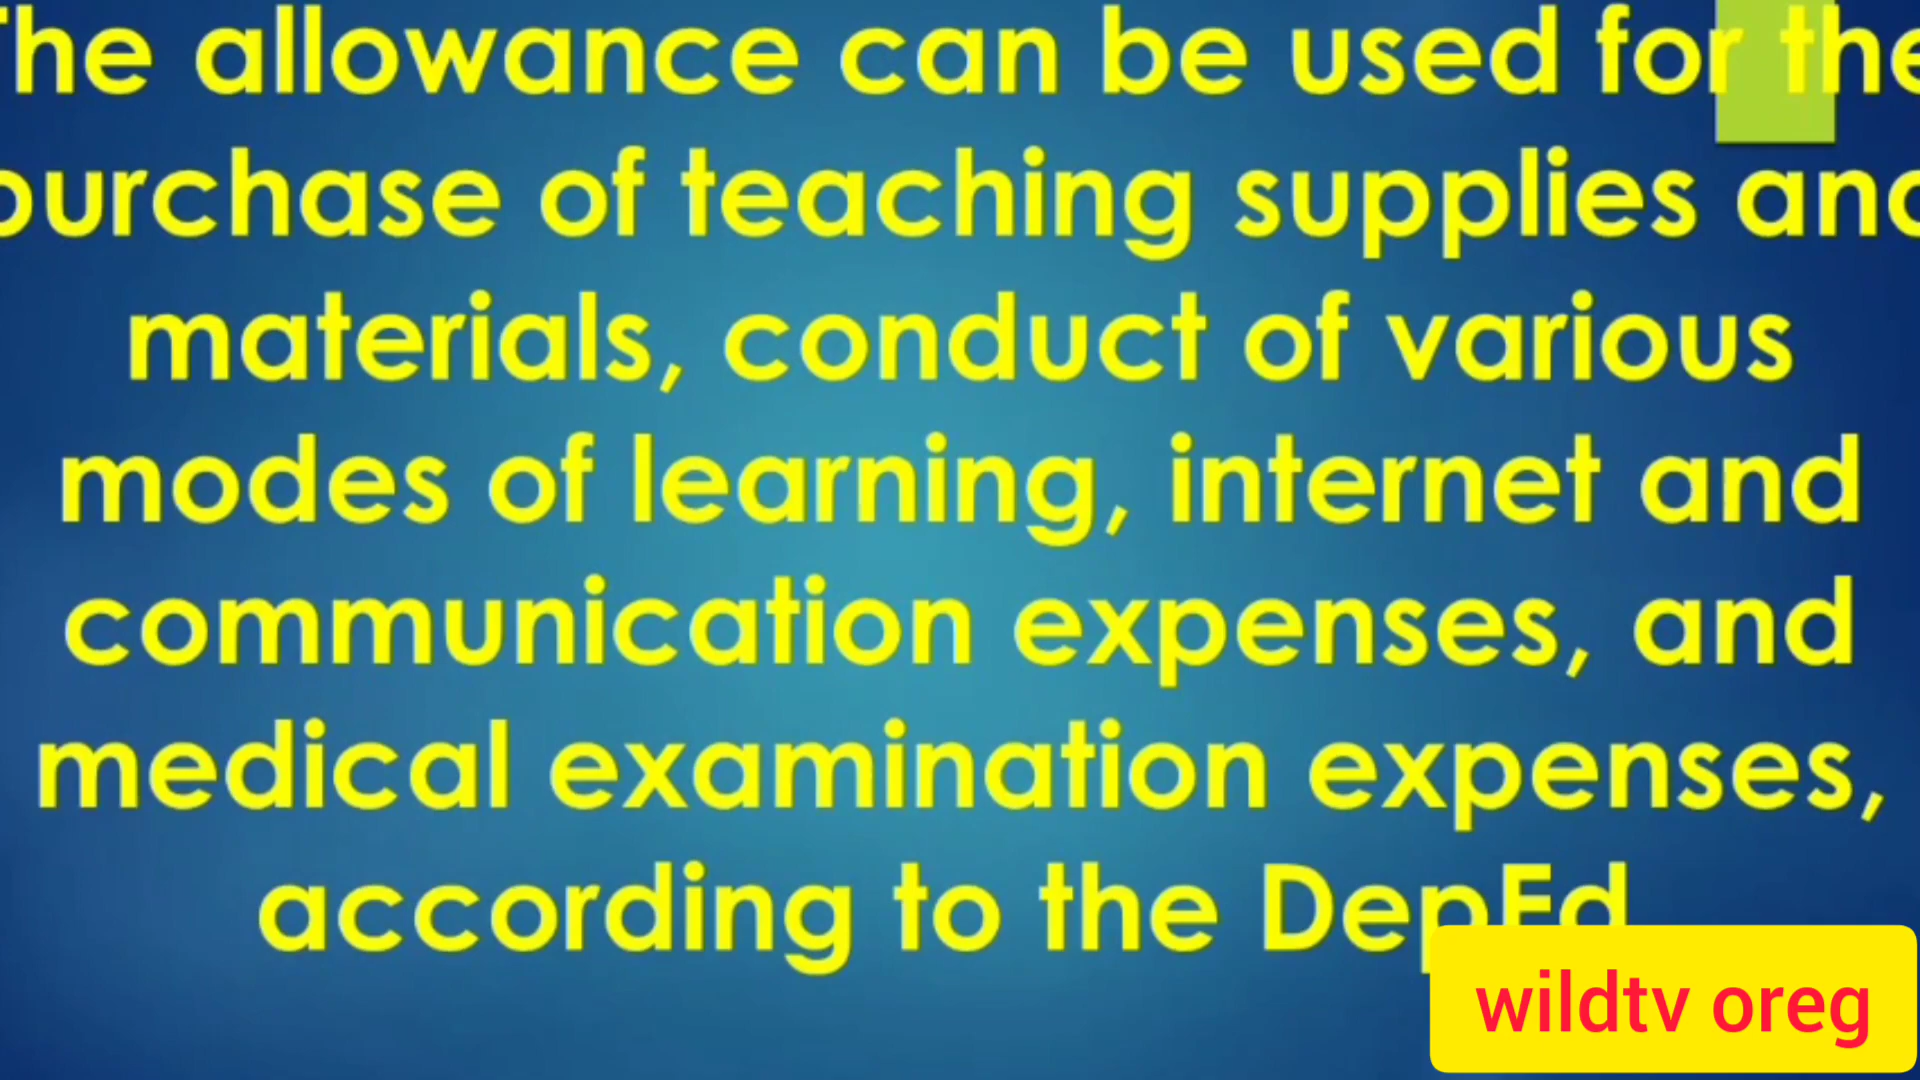 The allowance can be used for the
purchase of teaching supplies and
materials, conduct of various
modes of learning, internet and
communication expenses, and
medical examination expenses,
according to the DepEd
wildtv oreg